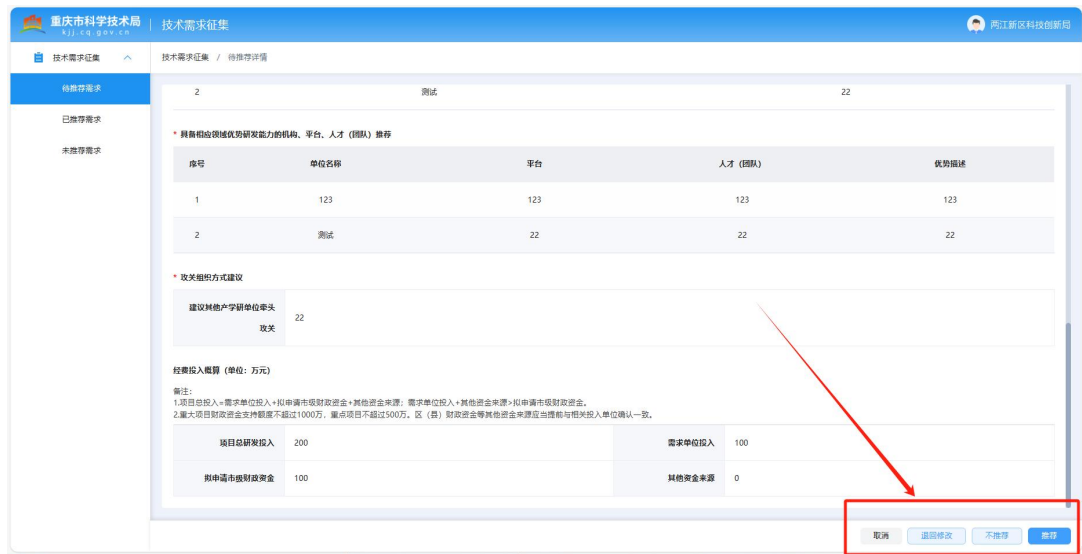 重庆市科学技术局 | 技术需求征集
kjj.cq.gov.cn
两江新区科技创新局
技术需求征集
技术需求征集 / 待推荐详情
待推荐需求
已推荐需求
未推荐需求
2 测试 22
* 具备相应领域优势研发能力的机构、平台、人才（团队）推荐
序号 单位名称 平台 人才（团队） 优势描述
1 123 123 123 123
2 测试 22 22 22
* 攻关组织方式建议
建议其他产学研单位牵头
攻关
22
经费投入概算（单位：万元）
备注：
1.项目总投入=需求单位投入+拟申请市级财政资金+其他资金来源；需求单位投入+其他资金来源>拟申请市级财政资金。
2.重大项目财政资金支持额度不超过1000万，重点项目不超过500万。区（县）财政资金等其他资金来源应当提前与相关投入单位确认一致。
项目总研发投入 200 需求单位投入 100
拟申请市级财政资金 100 其他资金来源 0
取消 退回修改 不推荐 推荐